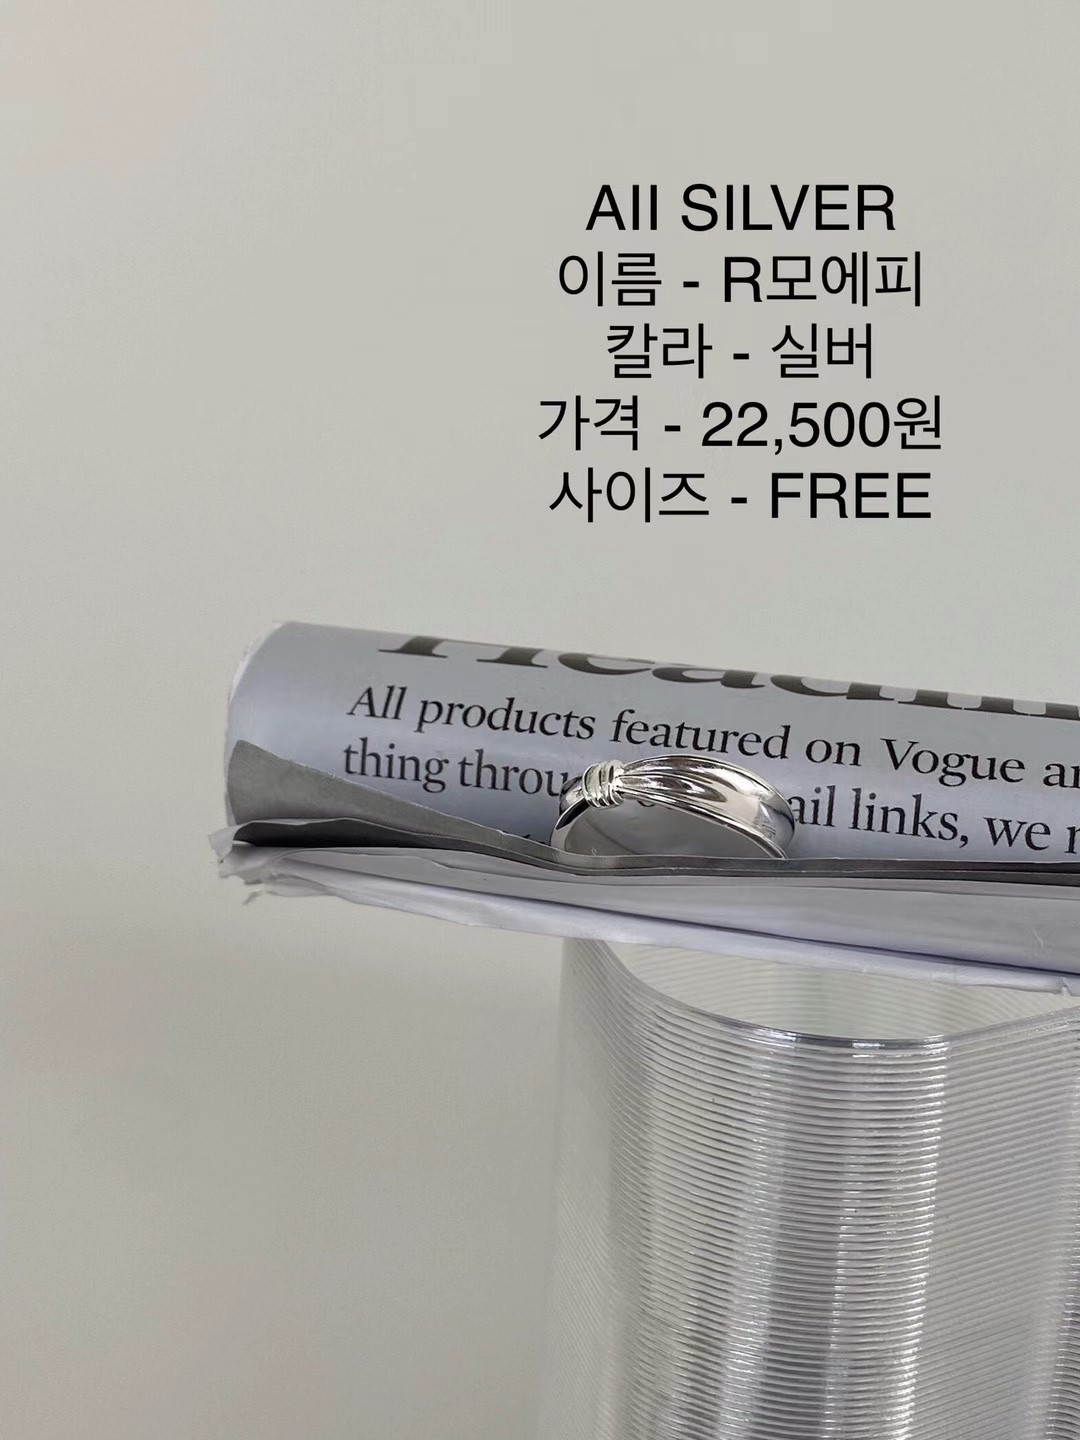 All SILVER
이름 - R모에피
칼라 - 실버
가격 - 22,500원
사이즈 - FREE
All products featured on Vogue
thing ail links, we